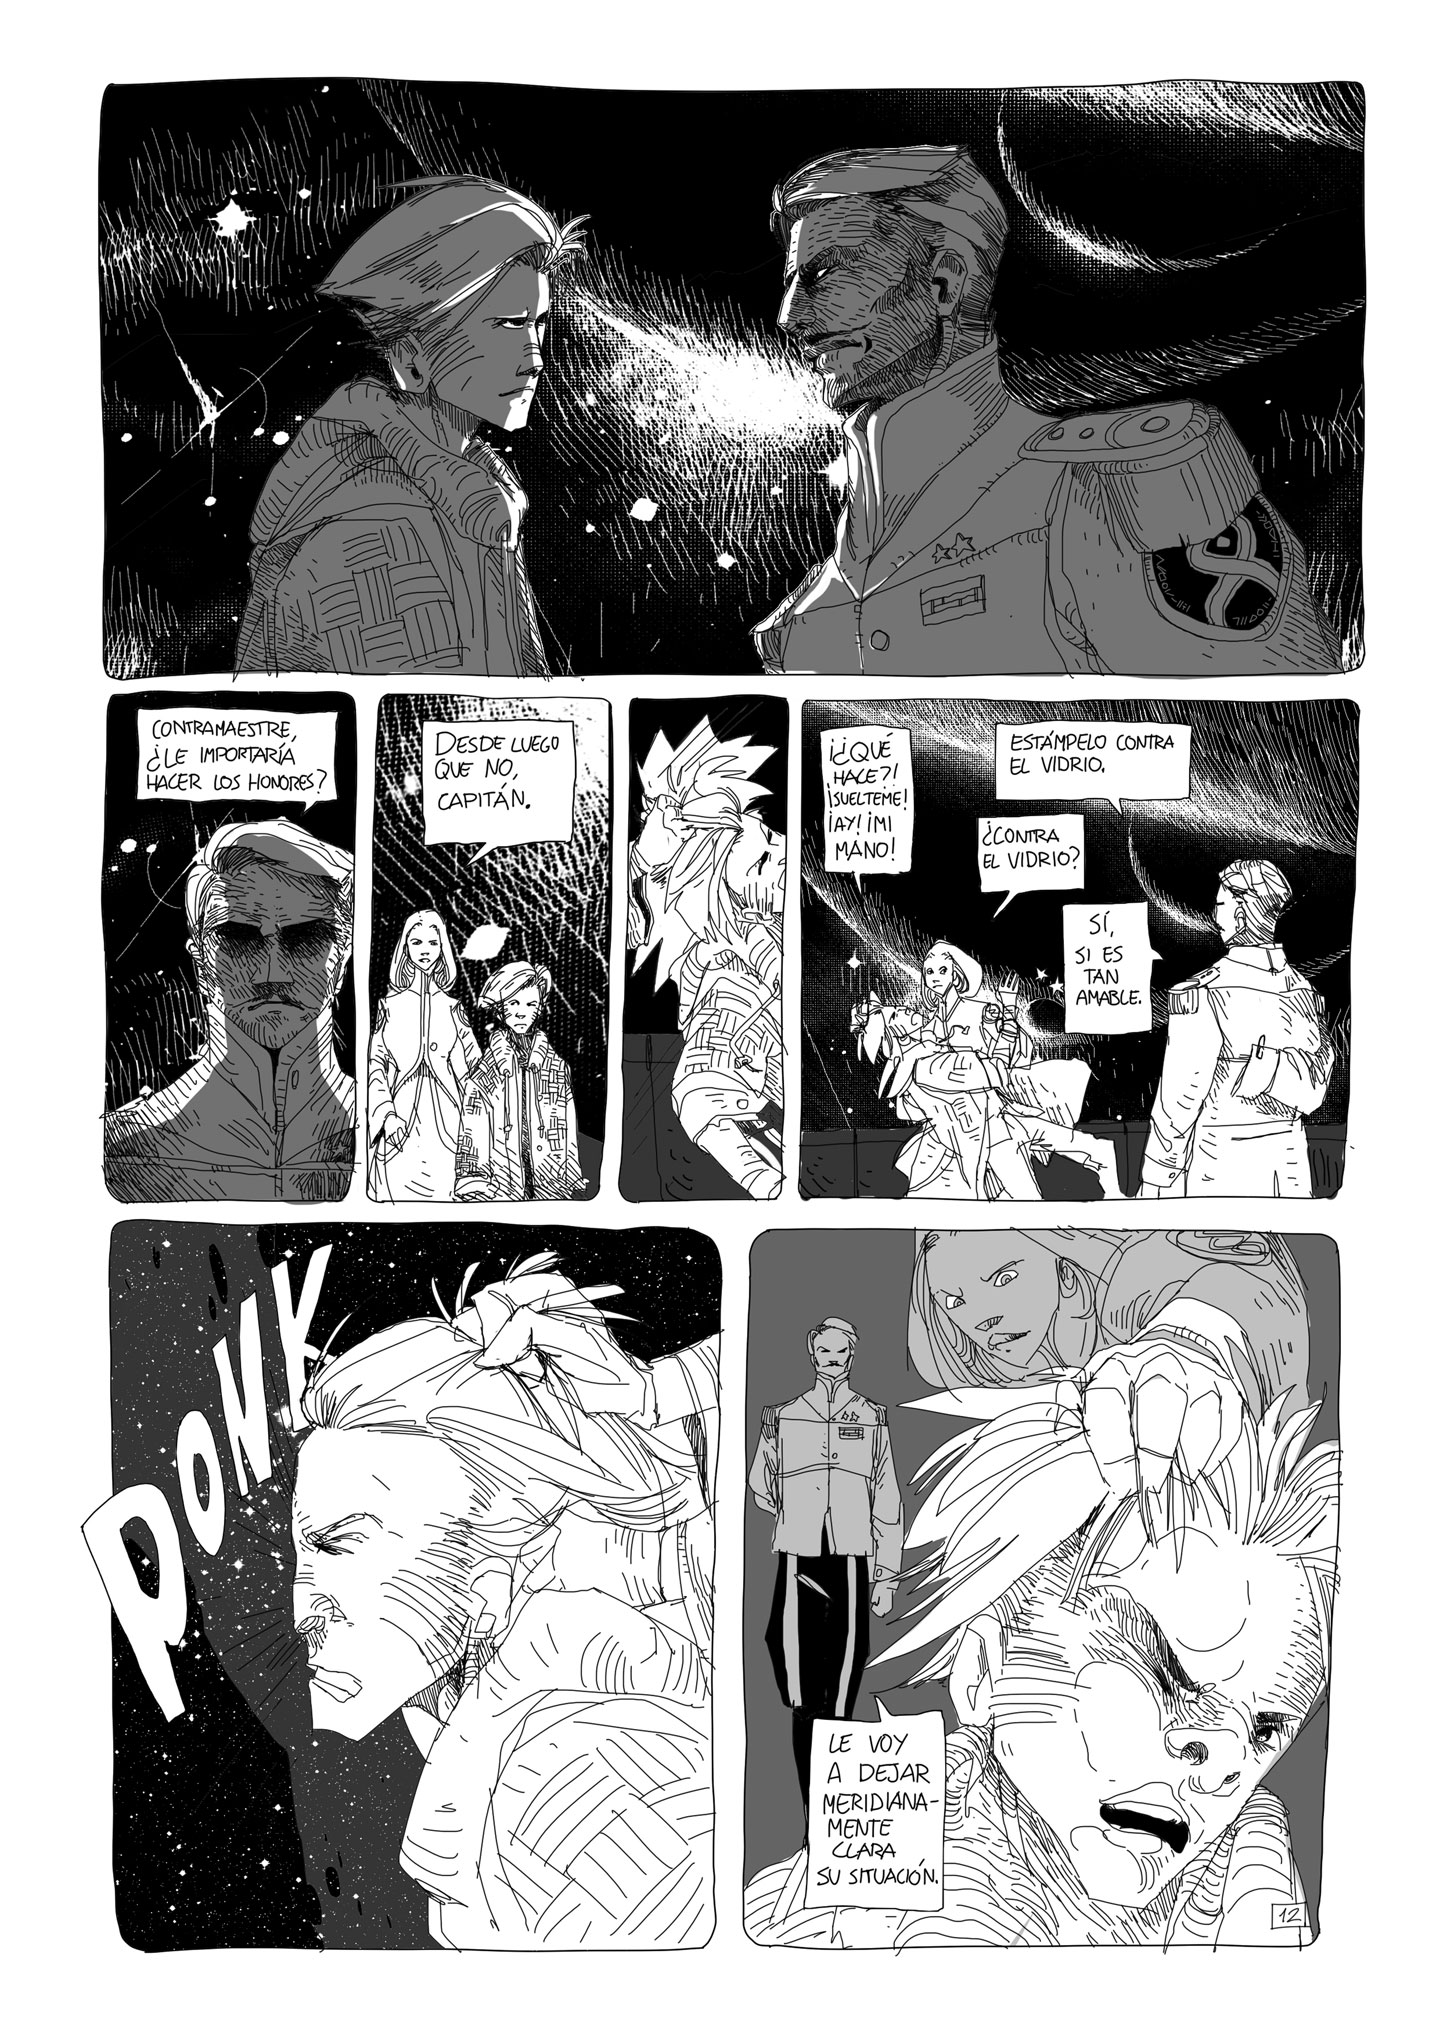 CONTRAMAESTRE,
¿LE IMPORTARÍA
HACER LOS HONORES?
DESDE LUEGO
QUE NO,
CAPITÁN.
¡¿QUÉ
HACE?!
¡SUELTEME!
¡AY! ¡MI
MANO!
ESTÁMPELO CONTRA
EL VIDRIO.
¿CONTRA
EL VIDRIO?
SÍ,
SI ES
TAN
AMABLE.
PONK
LE VOY
A DEJAR
MERIDIANA-
MENTE
CLARA
SU SITUACIÓN.
12